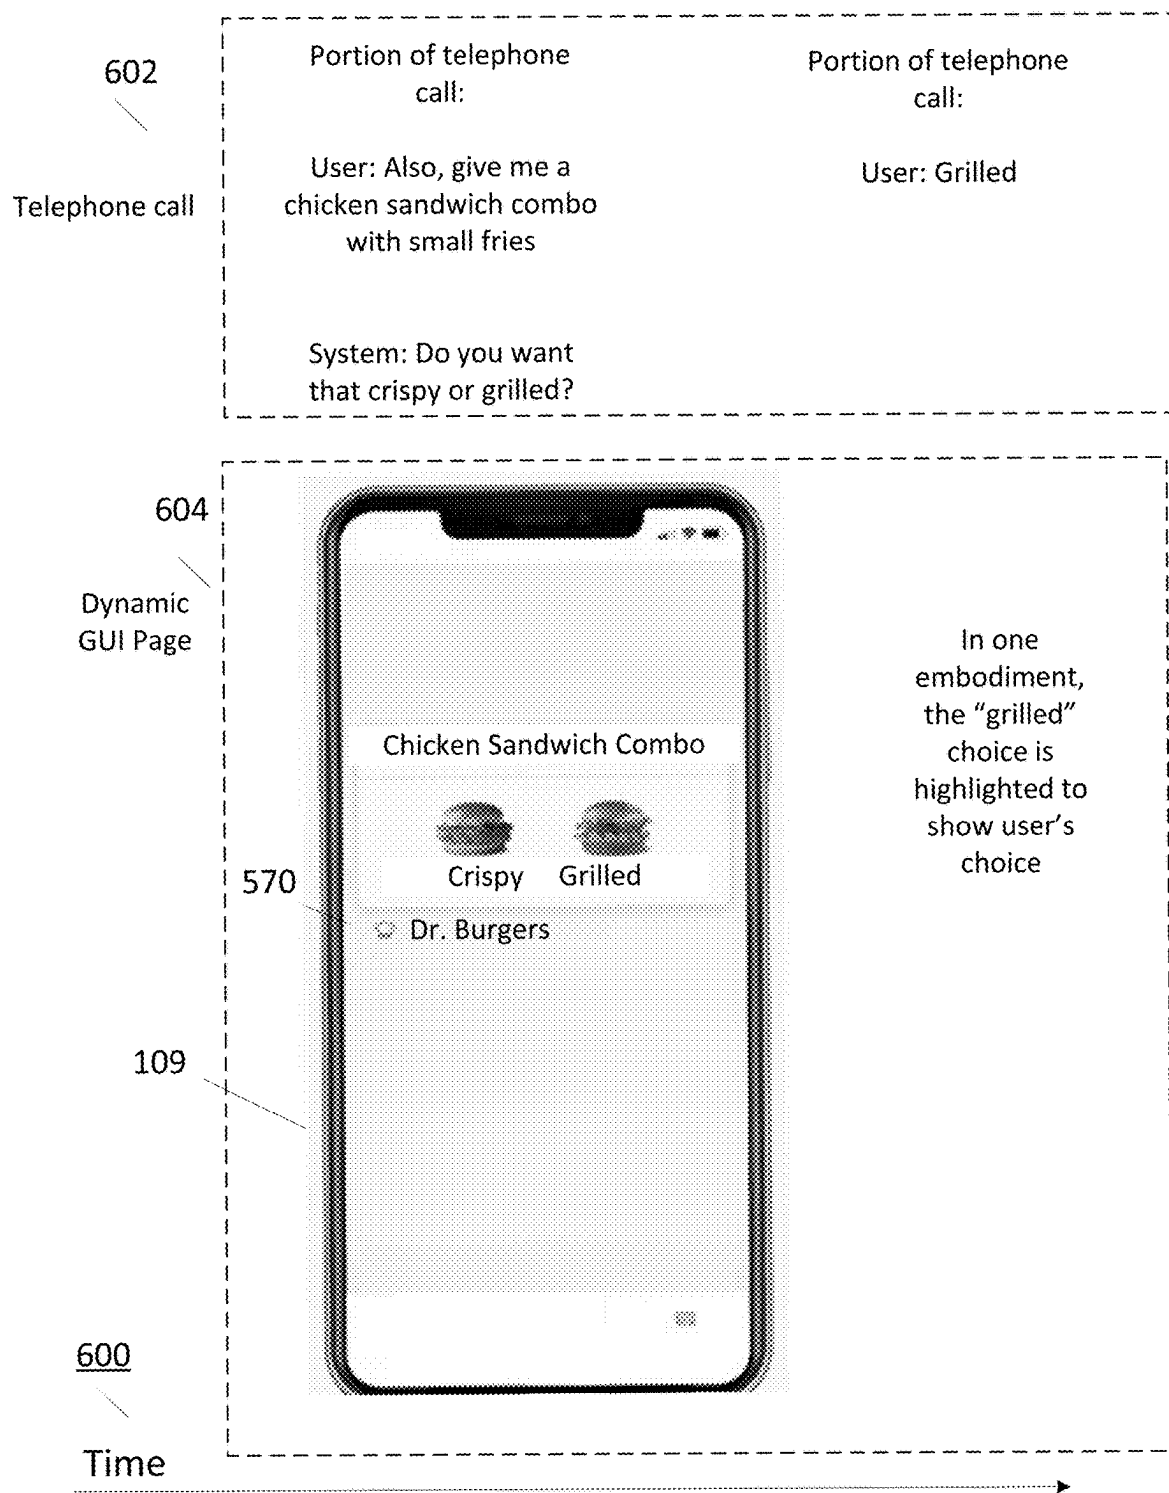 602
Telephone call
Portion of telephone
call:
User: Also, give me a
chicken sandwich combo
with small fries
System: Do you want
that crispy or grilled?
Portion of telephone
call:
User: Grilled
604
Dynamic
GUI Page
Chicken Sandwich Combo
Crispy Grilled
570
Dr. Burgers
109
In one
embodiment,
the “grilled”
choice is
highlighted to
show user’s
choice
600
Time